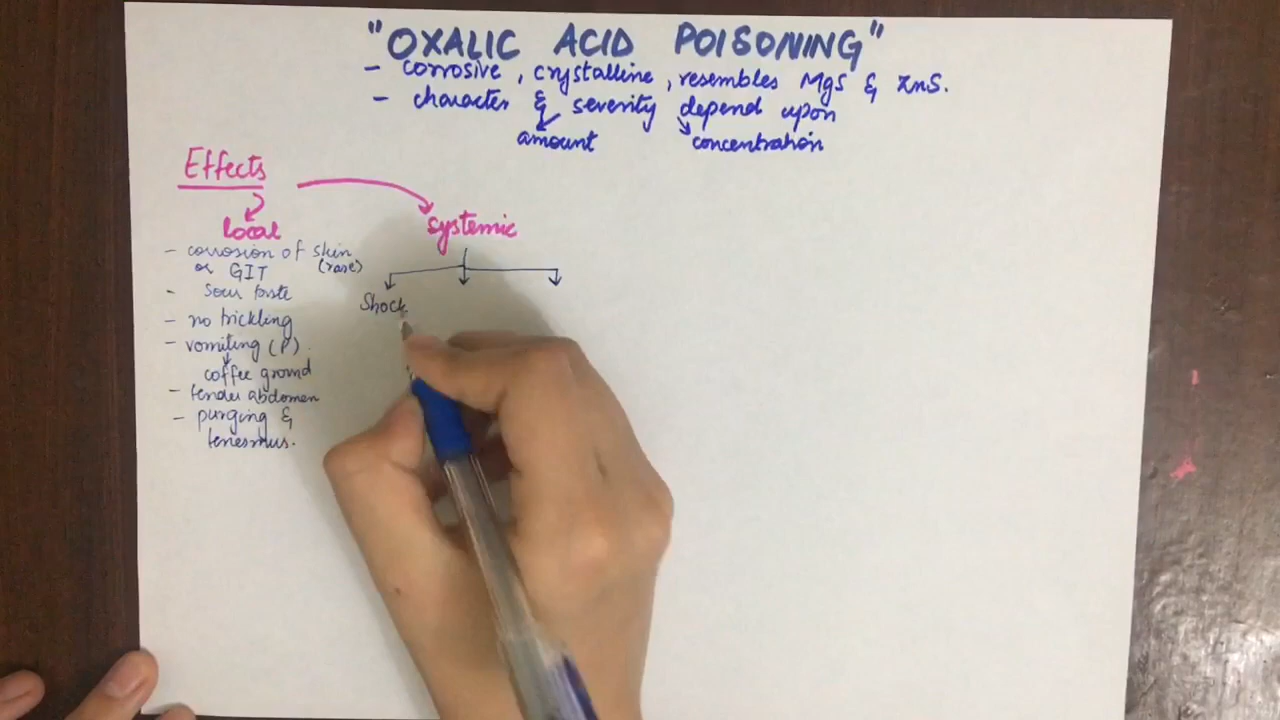 "OXALIC ACID POISONING"
- corrosive, crystalline, resembles MgS & ZnS.
- character & severity depend upon
amount concentration
Effects
local
systemic
- corrosion of skin
or GIT (rare)
- Sour taste
- no trickling
- vomiting (P).
coffee ground
- tender abdomen
- purging &
tenesmus.
Shock